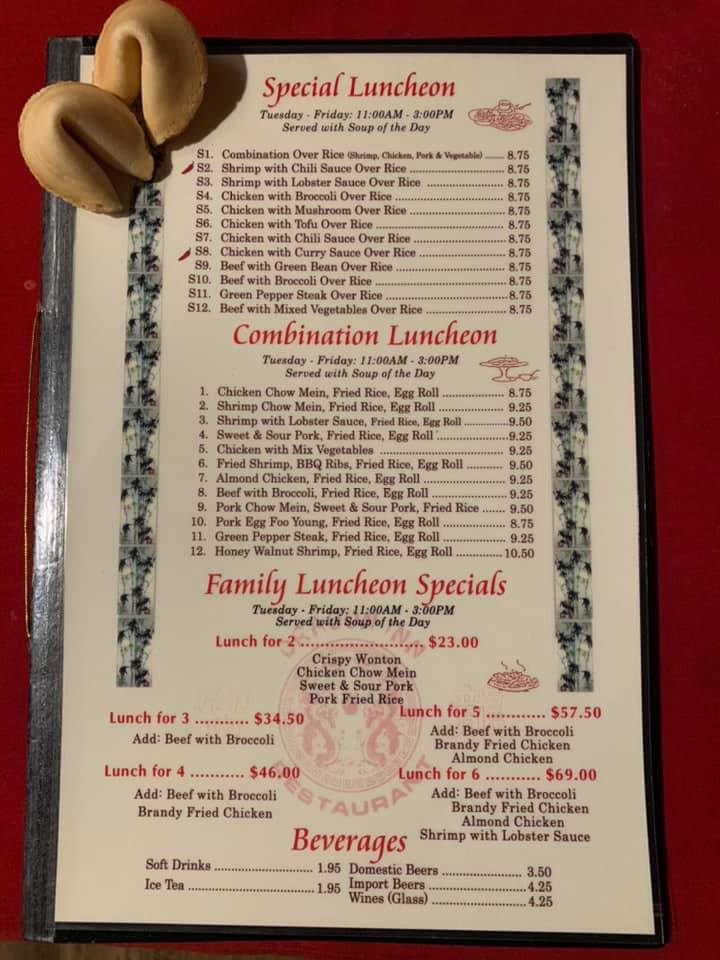 Special Luncheon
Tuesday - Friday: 11:00AM - 3:00PM
Served with Soup of the Day
S1. Combination Over Rice (Shrimp, Chicken, Pork & Vegetable) ...... 8.75
S2. Shrimp with Chili Sauce Over Rice ........................ 8.75
S3. Shrimp with Lobster Sauce Over Rice ................... 8.75
S4. Chicken with Broccoli Over Rice ............................ 8.75
S5. Chicken with Mushroom Over Rice ........................ 8.75
S6. Chicken with Tofu Over Rice ................................ 8.75
S7. Chicken with Chili Sauce Over Rice ....................... 8.75
S8. Chicken with Curry Sauce Over Rice ..................... 8.75
S9. Beef with Green Bean Over Rice ........................... 8.75
S10. Beef with Broccoli Over Rice ................................ 8.75
S11. Green Pepper Steak Over Rice ..............................8.75
S12. Beef with Mixed Vegetables Over Rice .................... 8.75
Combination Luncheon
Tuesday - Friday: 11:00AM - 3:00PM
Served with Soup of the Day
1. Chicken Chow Mein, Fried Rice, Egg Roll ................... 8.75
2. Shrimp Chow Mein, Fried Rice, Egg Roll .................... 9.25
3. Shrimp with Lobster Sauce, Fried Rice, Egg Roll ..............9.50
4. Sweet & Sour Pork, Fried Rice, Egg Roll .....................9.25
5. Chicken with Mix Vegetables ...................................... 9.25
6. Fried Shrimp, BBQ Ribs, Fried Rice, Egg Roll ........... 9.50
7. Almond Chicken, Fried Rice, Egg Roll ........................ 9.25
8. Beef with Broccoli, Fried Rice, Egg Roll ...................... 9.25
9. Pork Chow Mein, Sweet & Sour Pork, Fried Rice ....... 9.50
10. Pork Egg Foo Young, Fried Rice, Egg Roll .................. 8.75
11. Green Pepper Steak, Fried Rice, Egg Roll ................... 9.25
12. Honey Walnut Shrimp, Fried Rice, Egg Roll .............10.50
Family Luncheon Specials
Tuesday - Friday: 11:00AM - 3:00PM
Served with Soup of the Day
Lunch for 2 ......................... $23.00
Crispy Wonton
Chicken Chow Mein
Sweet & Sour Pork
Pork Fried Rice
Lunch for 3 ........... $34.50
Add: Beef with Broccoli
Lunch for 5 ............ $57.50
Add: Beef with Broccoli
Brandy Fried Chicken
Almond Chicken
Lunch for 4 ........... $46.00
Add: Beef with Broccoli
Brandy Fried Chicken
Lunch for 6 ........... $69.00
Add: Beef with Broccoli
Brandy Fried Chicken
Almond Chicken
Shrimp with Lobster Sauce
RESTAURANT
Beverages
Soft Drinks ............................ 1.95
Ice Tea .................................... 1.95
Domestic Beers ........................ 3.50
Import Beers ...........................4.25
Wines (Glass) ...........................4.25